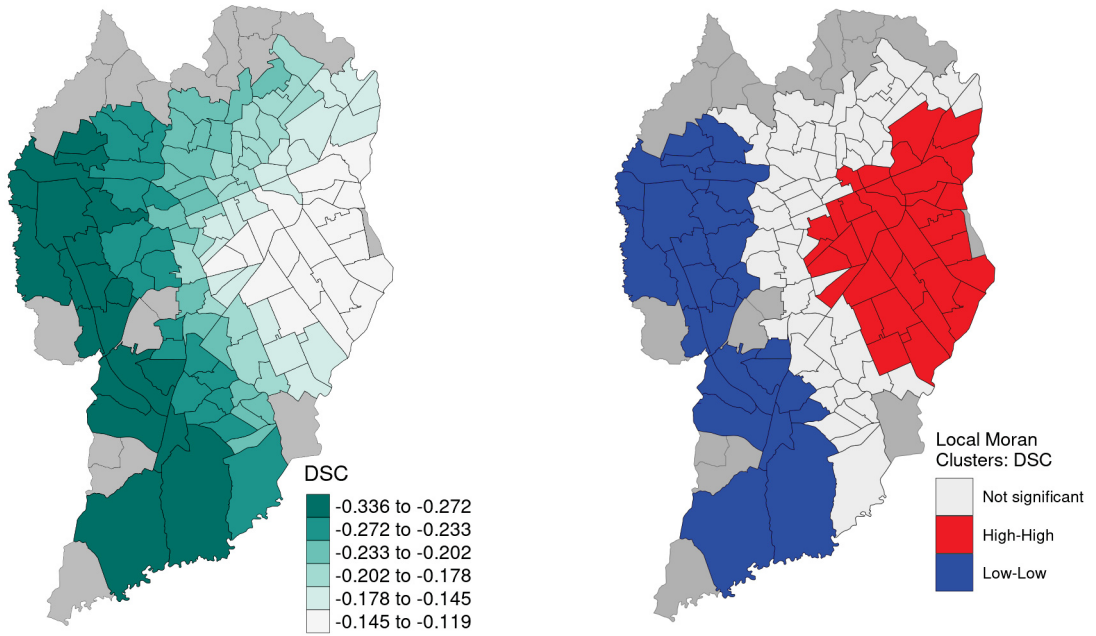 DSC
-0.336 to -0.272
-0.272 to -0.233
-0.233 to -0.202
-0.202 to -0.178
-0.178 to -0.145
-0.145 to -0.119
Local Moran
Clusters: DSC
Not significant
High-High
Low-Low